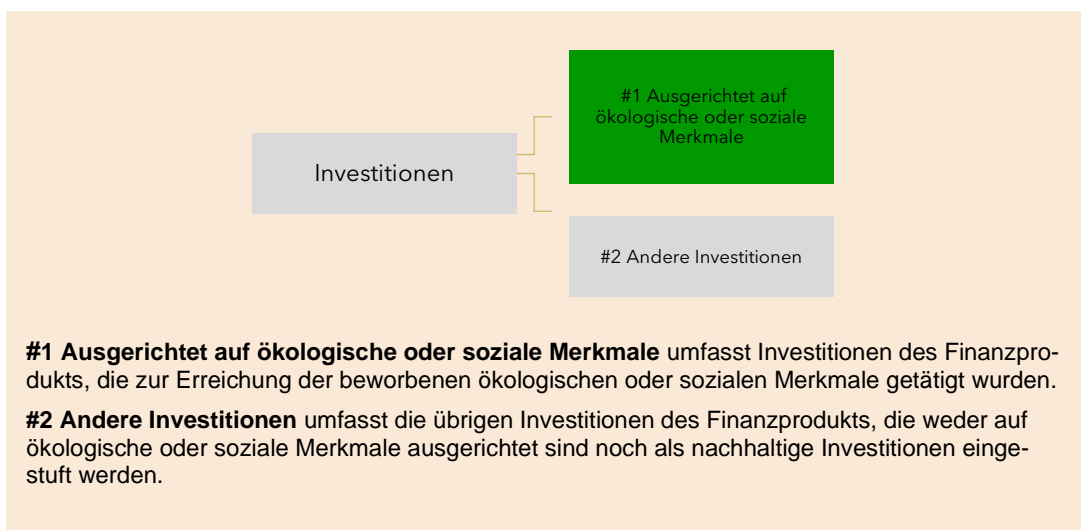 #1 Ausgerichtet auf
ökologische oder soziale
Merkmale
Investitionen
#2 Andere Investitionen
#1 Ausgerichtet auf ökologische oder soziale Merkmale umfasst Investitionen des Finanzpro-
dukts, die zur Erreichung der beworbenen ökologischen oder sozialen Merkmale getätigt wurden.
#2 Andere Investitionen umfasst die übrigen Investitionen des Finanzprodukts, die weder auf
ökologische oder soziale Merkmale ausgerichtet sind noch als nachhaltige Investitionen einge-
stuft werden.